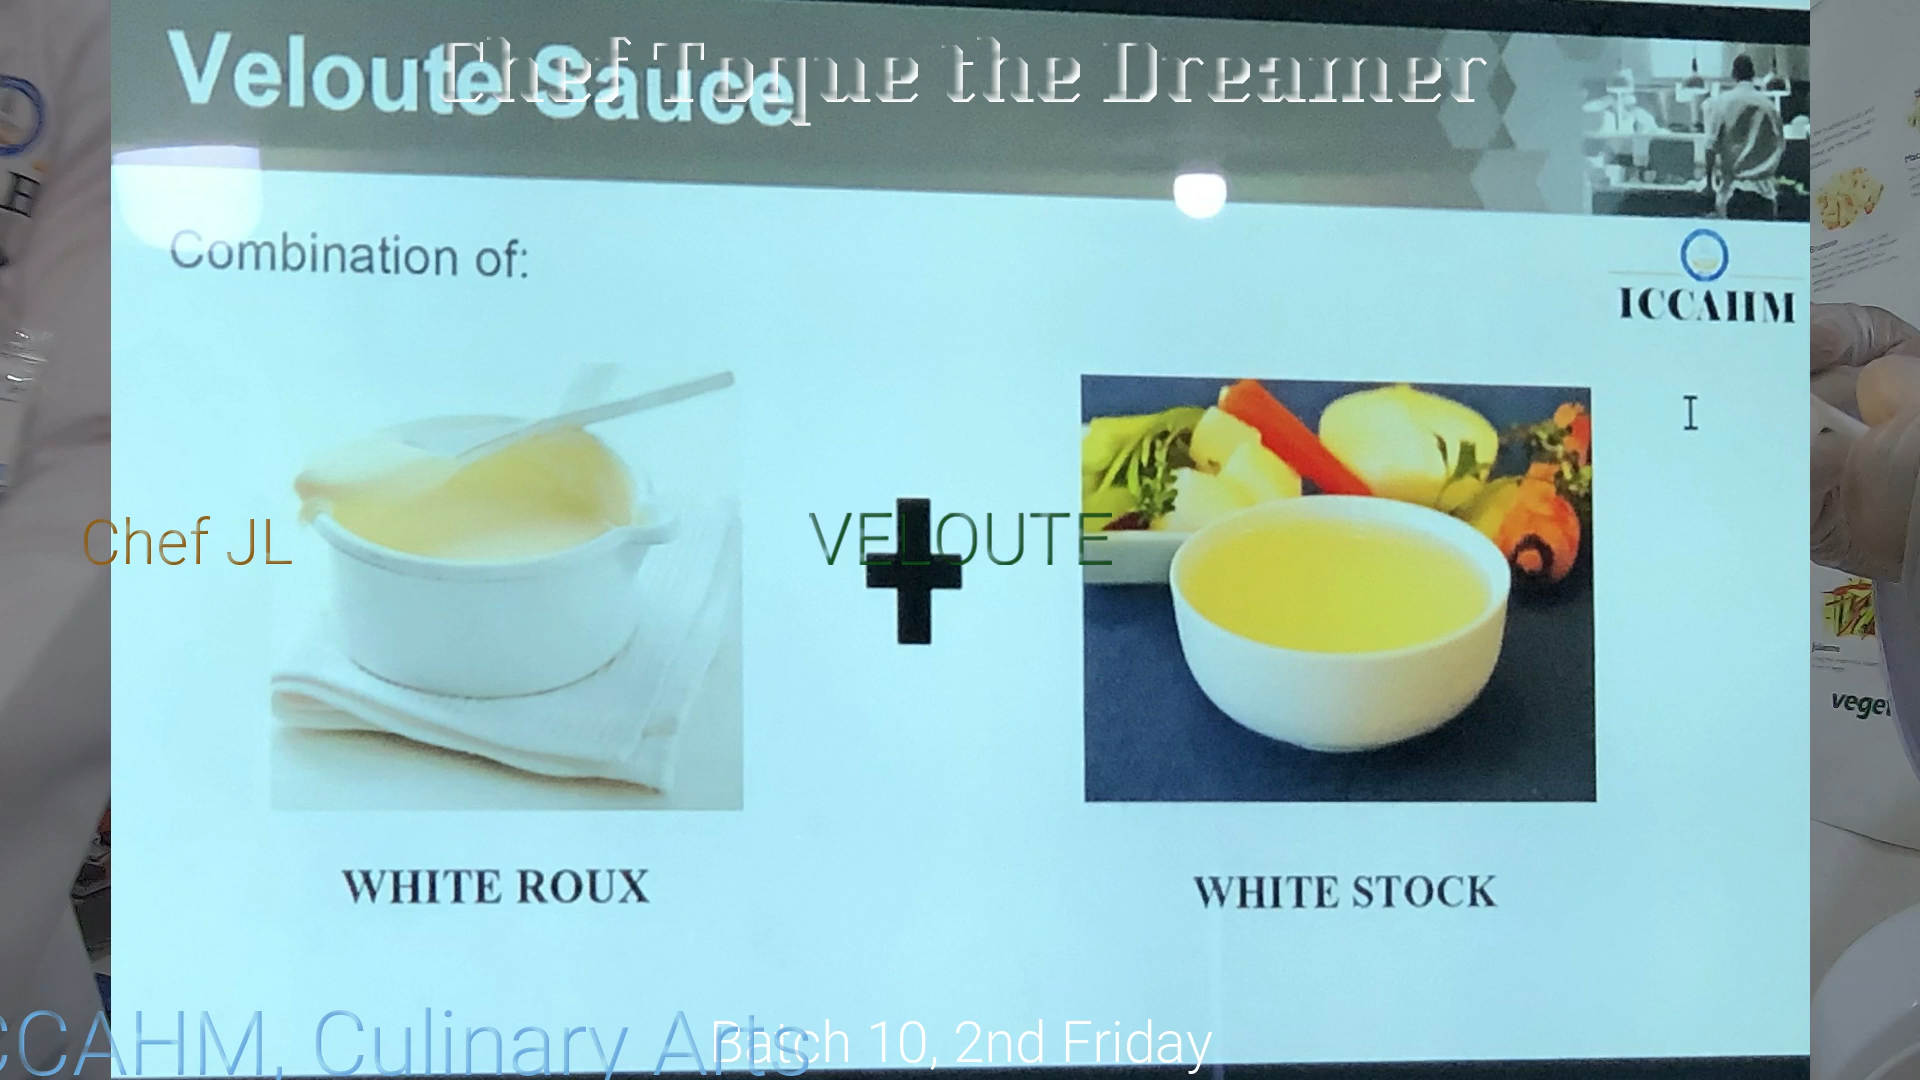 Veloute Sauce
Chef Toque the Dreamer
Combination of:
ICCAHM
Chef JL
VELOUTE
WHITE ROUX
WHITE STOCK
CCAHM, Culinary Arts
Batch 10, 2nd Friday
Julienne